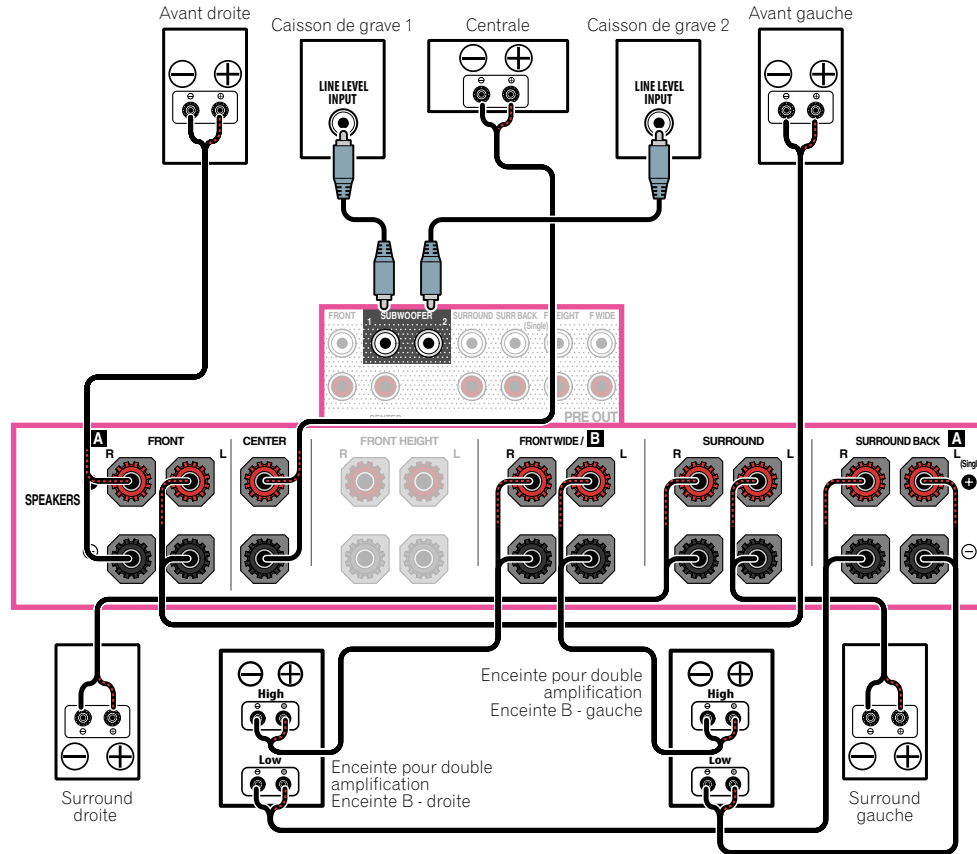 Avant droite
Caisson de grave 1
Centrale
Caisson de grave 2
Avant gauche
LINE LEVEL
INPUT
LINE LEVEL
INPUT
FRONT
SUBWOOFER
1
2
SURROUND
SURR BACK
(Single)
F WIDE
PRE OUT
A
FRONT
R
L
CENTER
FRONT HEIGHT
R
L
FRONT WIDE / B
R
L
SURROUND
R
L
SURROUND BACK
A
R
L
SPEAKERS
High
Low
High
Low
Enceinte pour double
amplification
Enceinte B - gauche
Enceinte pour double
amplification
Enceinte B - droite
Surround
droite
Surround
gauche